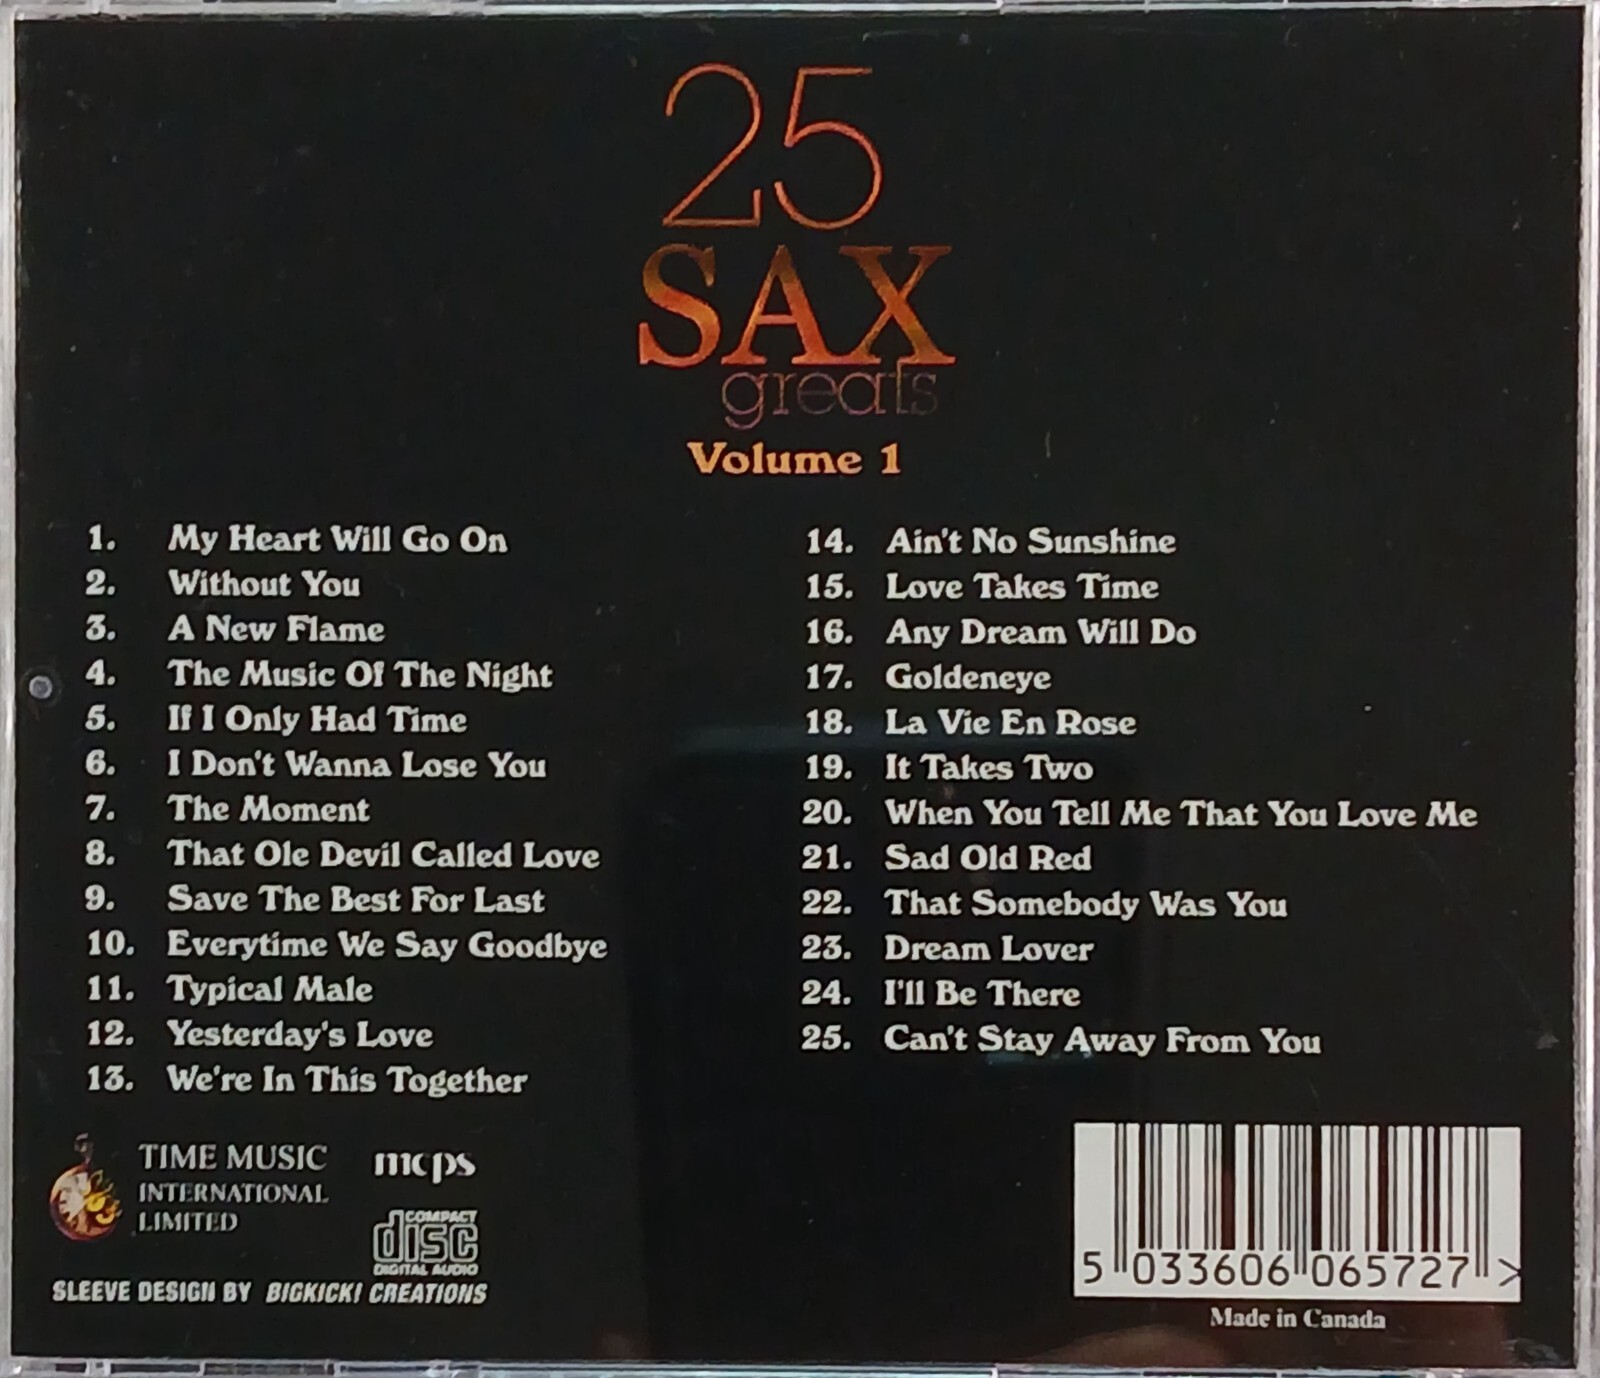 25
SAX
greats
Volume 1
1. My Heart Will Go On
2. Without You
3. A New Flame
4. The Music Of The Night
5. If I Only Had Time
6. I Don't Wanna Lose You
7. The Moment
8. That Ole Devil Called Love
9. Save The Best For Last
10. Everytime We Say Goodbye
11. Typical Male
12. Yesterday's Love
13. We're In This Together
14. Ain't No Sunshine
15. Love Takes Time
16. Any Dream Will Do
17. Goldeneye
18. La Vie En Rose
19. It Takes Two
20. When You Tell Me That You Love Me
21. Sad Old Red
22. That Somebody Was You
23. Dream Lover
24. I'll Be There
25. Can't Stay Away From You
TIME MUSIC
INTERNATIONAL
LIMITED
mcps
COMPACT
disc
DIGITAL AUDIO
SLEEVE DESIGN BY BIGKICK! CREATIONS
5 033606 065727 >
Made in Canada